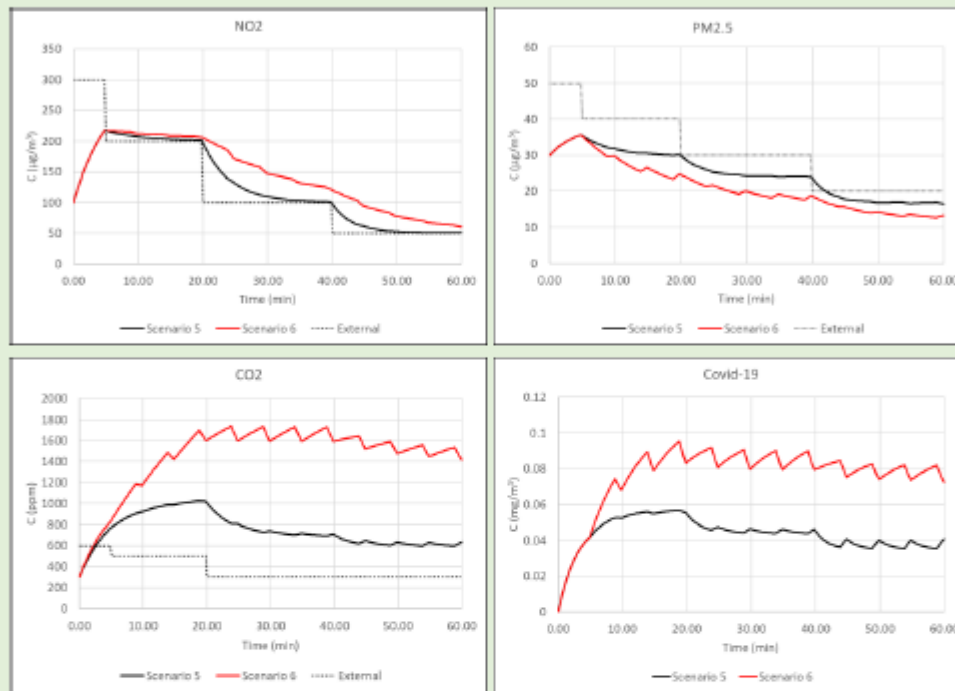 NO2
350
300
250
200
150
100
50
0
C (µg/m³)
0.00 10.00 20.00 30.00 40.00 50.00 60.00
Time (min)
Scenario 5 Scenario 6 External
PM2.5
60
50
40
30
20
10
0
C (µg/m³)
0.00 10.00 20.00 30.00 40.00 50.00 60.00
Time (min)
Scenario 5 Scenario 6 External
CO2
2000
1800
1600
1400
1200
1000
800
600
400
200
0
C (ppm)
0.00 10.00 20.00 30.00 40.00 50.00 60.00
Time (min)
Scenario 5 Scenario 6 External
Covid-19
0.12
0.1
0.08
0.06
0.04
0.02
0
C (mg/m³)
0.00 10.00 20.00 30.00 40.00 50.00 60.00
Time (min)
Scenario 5 Scenario 6